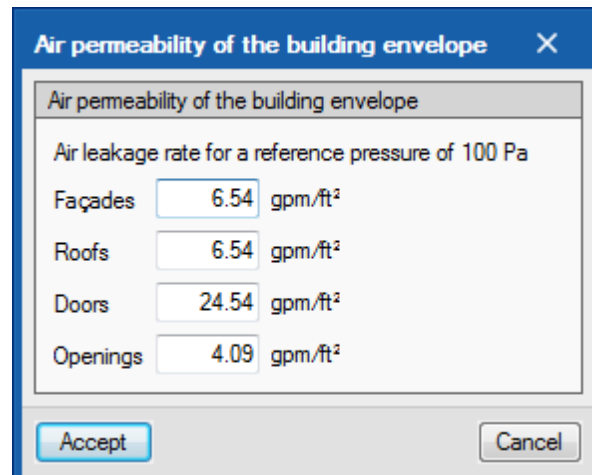 Air permeability of the building envelope
Air permeability of the building envelope
Air leakage rate for a reference pressure of 100 Pa
Façades 6.54 gpm/ft²
Roofs 6.54 gpm/ft²
Doors 24.54 gpm/ft²
Openings 4.09 gpm/ft²
Accept Cancel